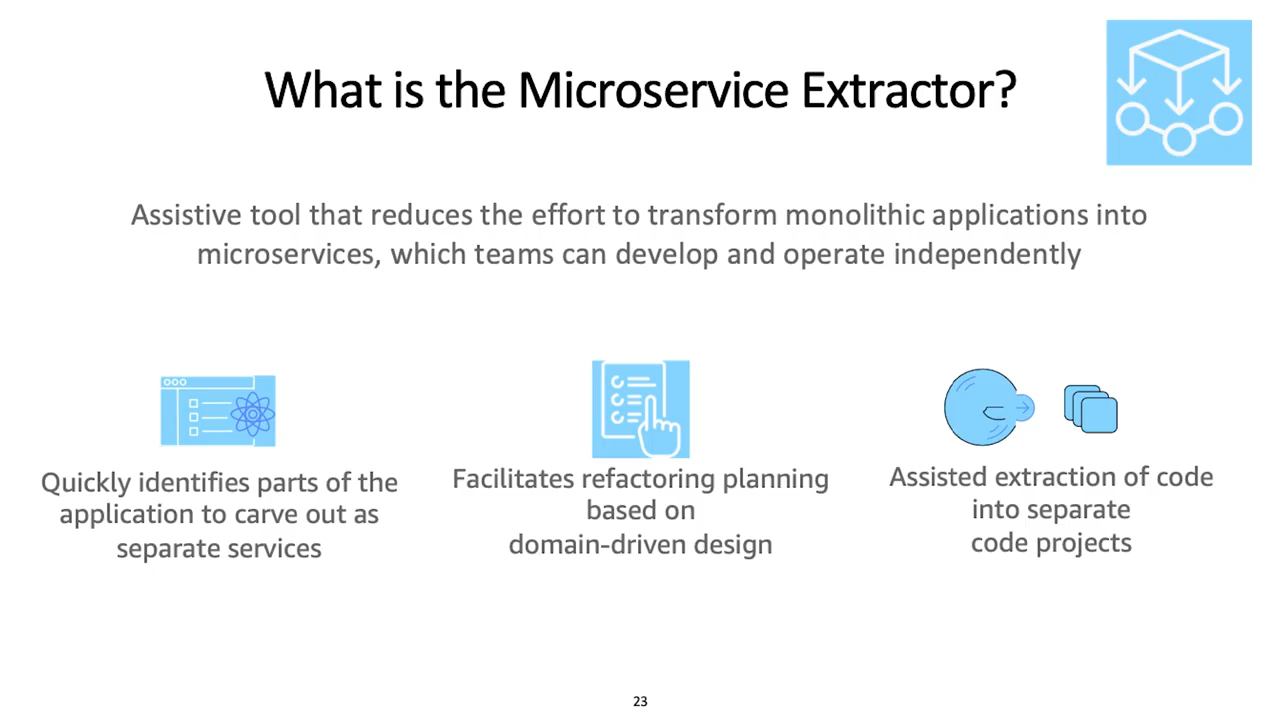 What is the Microservice Extractor?
Assistive tool that reduces the effort to transform monolithic applications into
microservices, which teams can develop and operate independently
Quickly identifies parts of the
application to carve out as
separate services
Facilitates refactoring planning
based on
domain-driven design
Assisted extraction of code
into separate
code projects
23